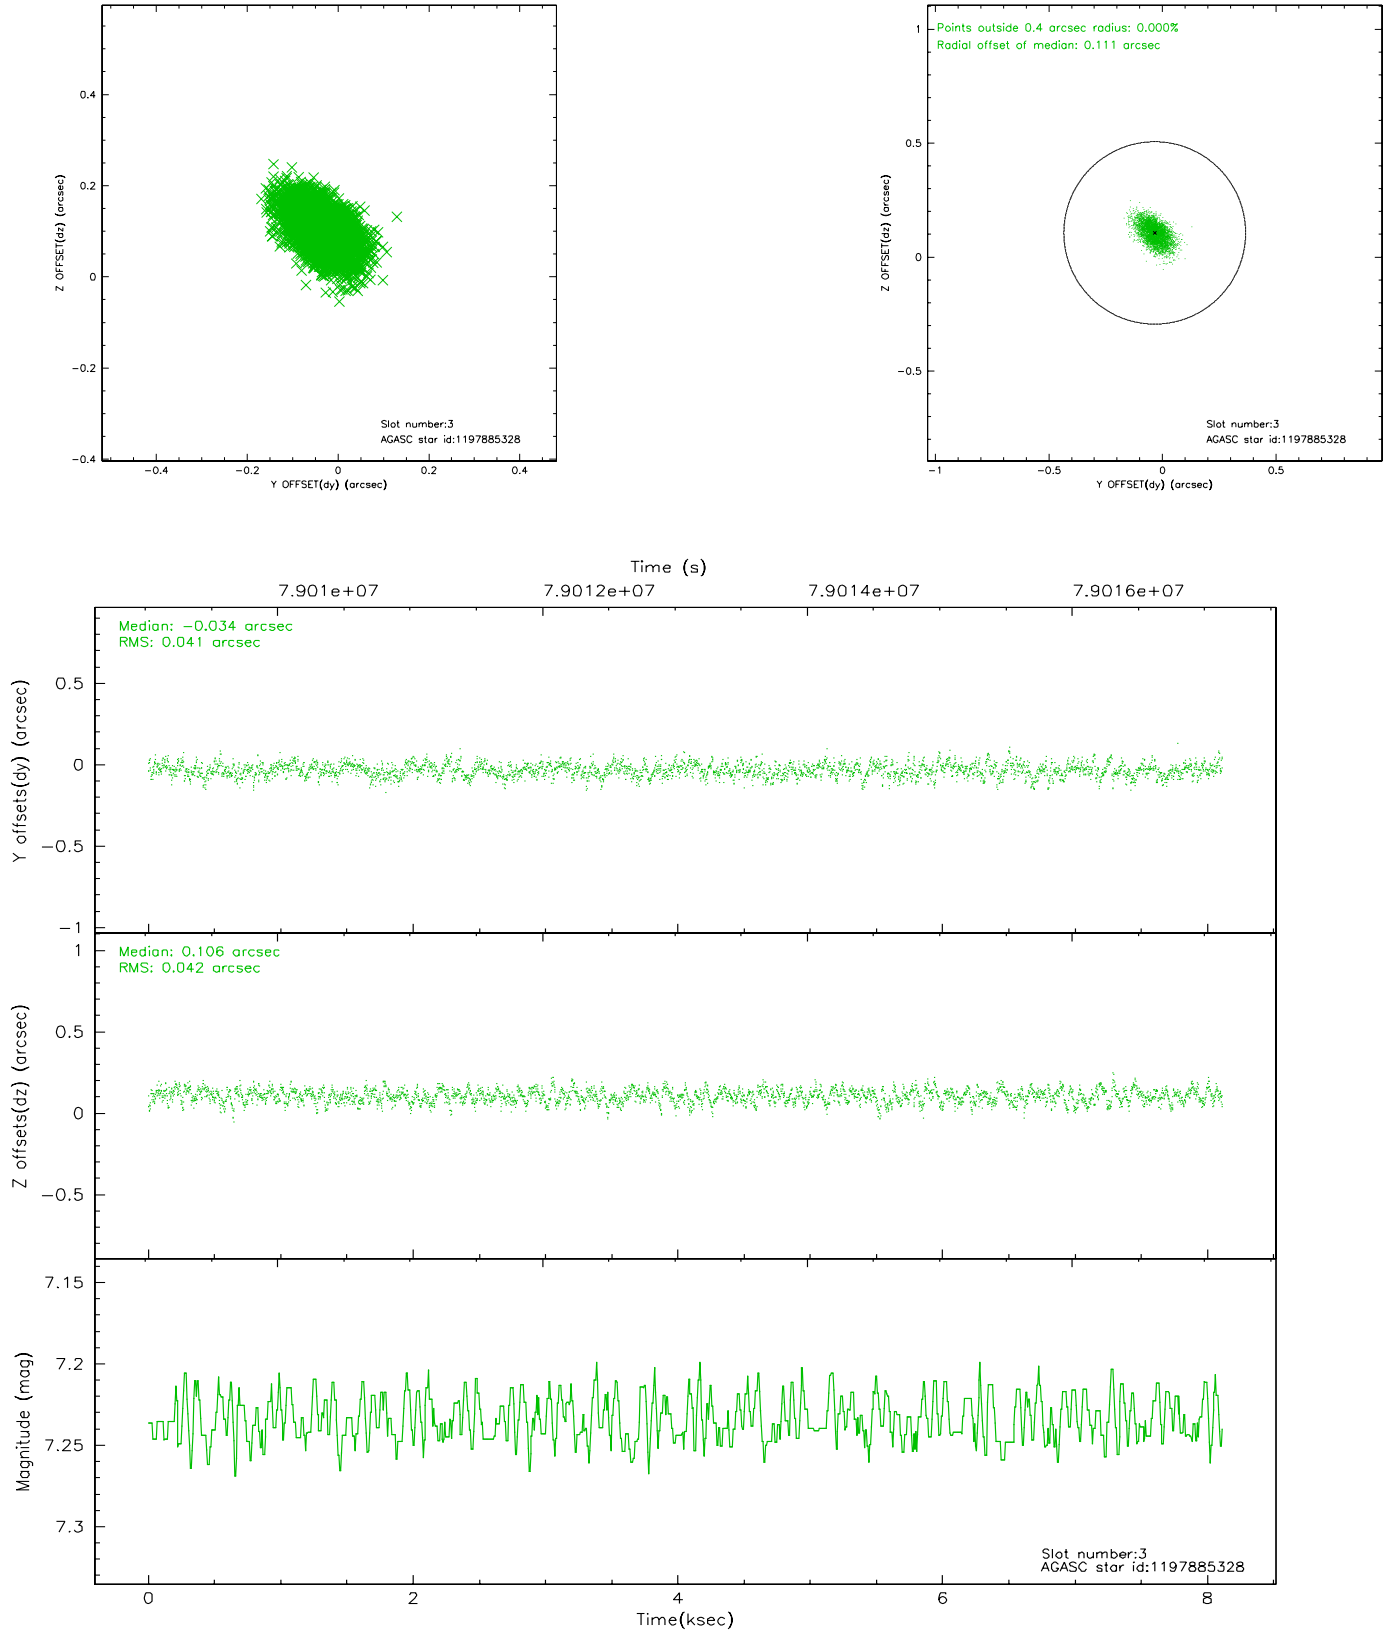 0.4
0.2
0
−0.2
−0.4
Z OFFSET(dz) (arcsec)
−0.4 −0.2 0 0.2 0.4
Y OFFSET(dy) (arcsec)
Slot number:3
AGASC star id:1197885328
Points outside 0.4 arcsec radius: 0.000%
Radial offset of median: 0.111 arcsec
1
0.5
0
−0.5
Z OFFSET(dz) (arcsec)
−1 −0.5 0 0.5
Y OFFSET(dy) (arcsec)
Slot number:3
AGASC star id:1197885328
Time (s)
7.901e+07 7.9012e+07 7.9014e+07 7.9016e+07
Median: −0.034 arcsec
RMS: 0.041 arcsec
0.5
0
−0.5
−1
Y offsets(dy) (arcsec)
Median: 0.106 arcsec
RMS: 0.042 arcsec
1
0.5
0
−0.5
Z offsets(dz) (arcsec)
7.15
7.2
7.25
7.3
Magnitude (mag)
Slot number:3
AGASC star id:1197885328
0 2 4 6 8
Time(ksec)